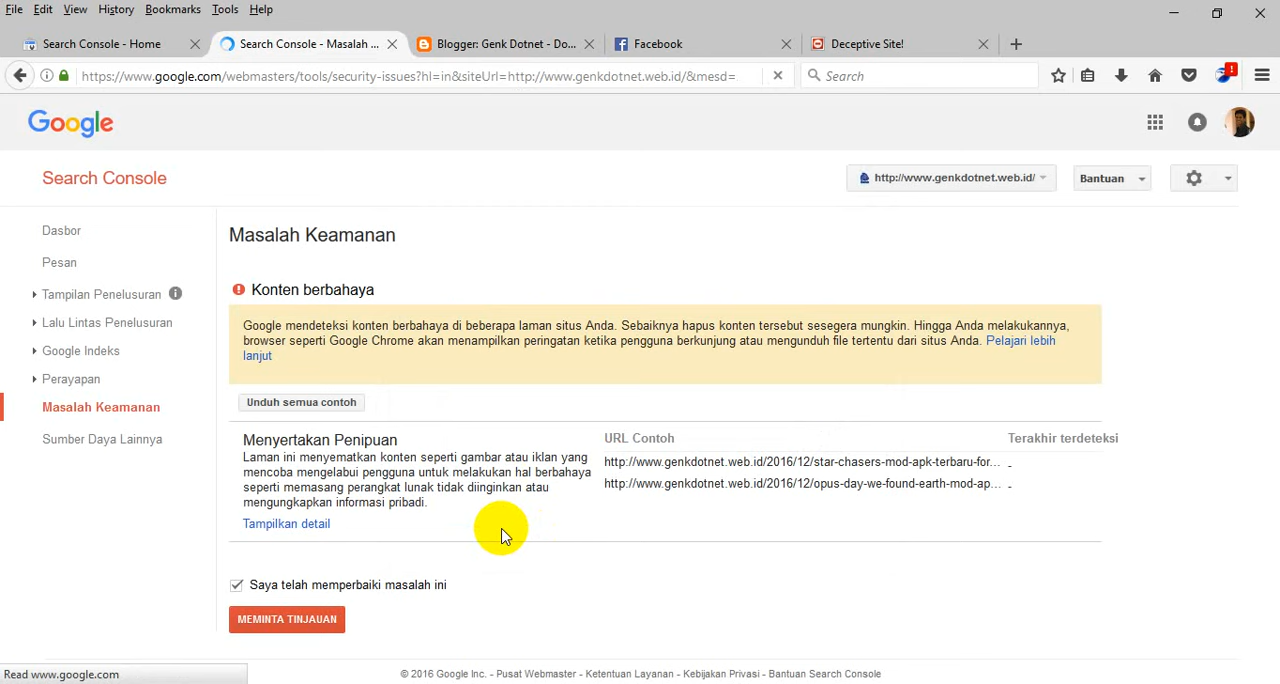 File Edit View History Bookmarks Tools Help
Search Console - Home
Search Console - Masalah ...
Blogger: Genk Dotnet - Do...
Facebook
Deceptive Site!
https://www.google.com/webmasters/tools/security-issues?hl=in&siteUrl=http://www.genkdotnet.web.id/&mesd=
Search
Google
Search Console
http://www.genkdotnet.web.id/
Bantuan
Dasbor
Pesan
Tampilan Penelusuran
Lalu Lintas Penelusuran
Google Indeks
Perayapan
Masalah Keamanan
Sumber Daya Lainnya
Masalah Keamanan
Konten berbahaya
Google mendeteksi konten berbahaya di beberapa laman situs Anda. Sebaiknya hapus konten tersebut sesegera mungkin. Hingga Anda melakukannya,
browser seperti Google Chrome akan menampilkan peringatan ketika pengguna berkunjung atau mengunduh file tertentu dari situs Anda. Pelajari lebih
lanjut
Unduh semua contoh
Menyertakan Penipuan
Laman ini menyematkan konten seperti gambar atau iklan yang
mencoba mengelabui pengguna untuk melakukan hal berbahaya
seperti memasang perangkat lunak tidak diinginkan atau
mengungkapkan informasi pribadi.
Tampilkan detail
URL Contoh Terakhir terdeteksi
http://www.genkdotnet.web.id/2016/12/star-chasers-mod-apk-terbaru-for... -
http://www.genkdotnet.web.id/2016/12/opus-day-we-found-earth-mod-ap... -
Saya telah memperbaiki masalah ini
MEMINTA TINJAUAN
Read www.google.com
© 2016 Google Inc. - Pusat Webmaster - Ketentuan Layanan - Kebijakan Privasi - Bantuan Search Console